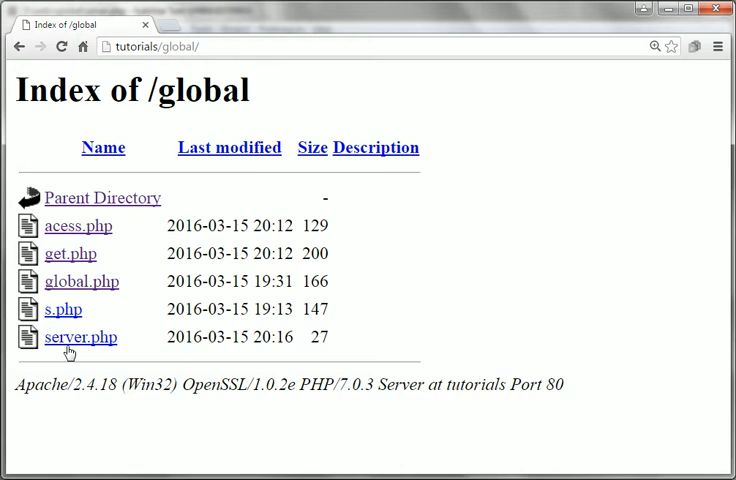 Index of /global
tutorials/global/
Index of /global
Name Last modified Size Description
Parent Directory -
acess.php 2016-03-15 20:12 129
get.php 2016-03-15 20:12 200
global.php 2016-03-15 19:31 166
s.php 2016-03-15 19:13 147
server.php 2016-03-15 20:16 27
Apache/2.4.18 (Win32) OpenSSL/1.0.2e PHP/7.0.3 Server at tutorials Port 80